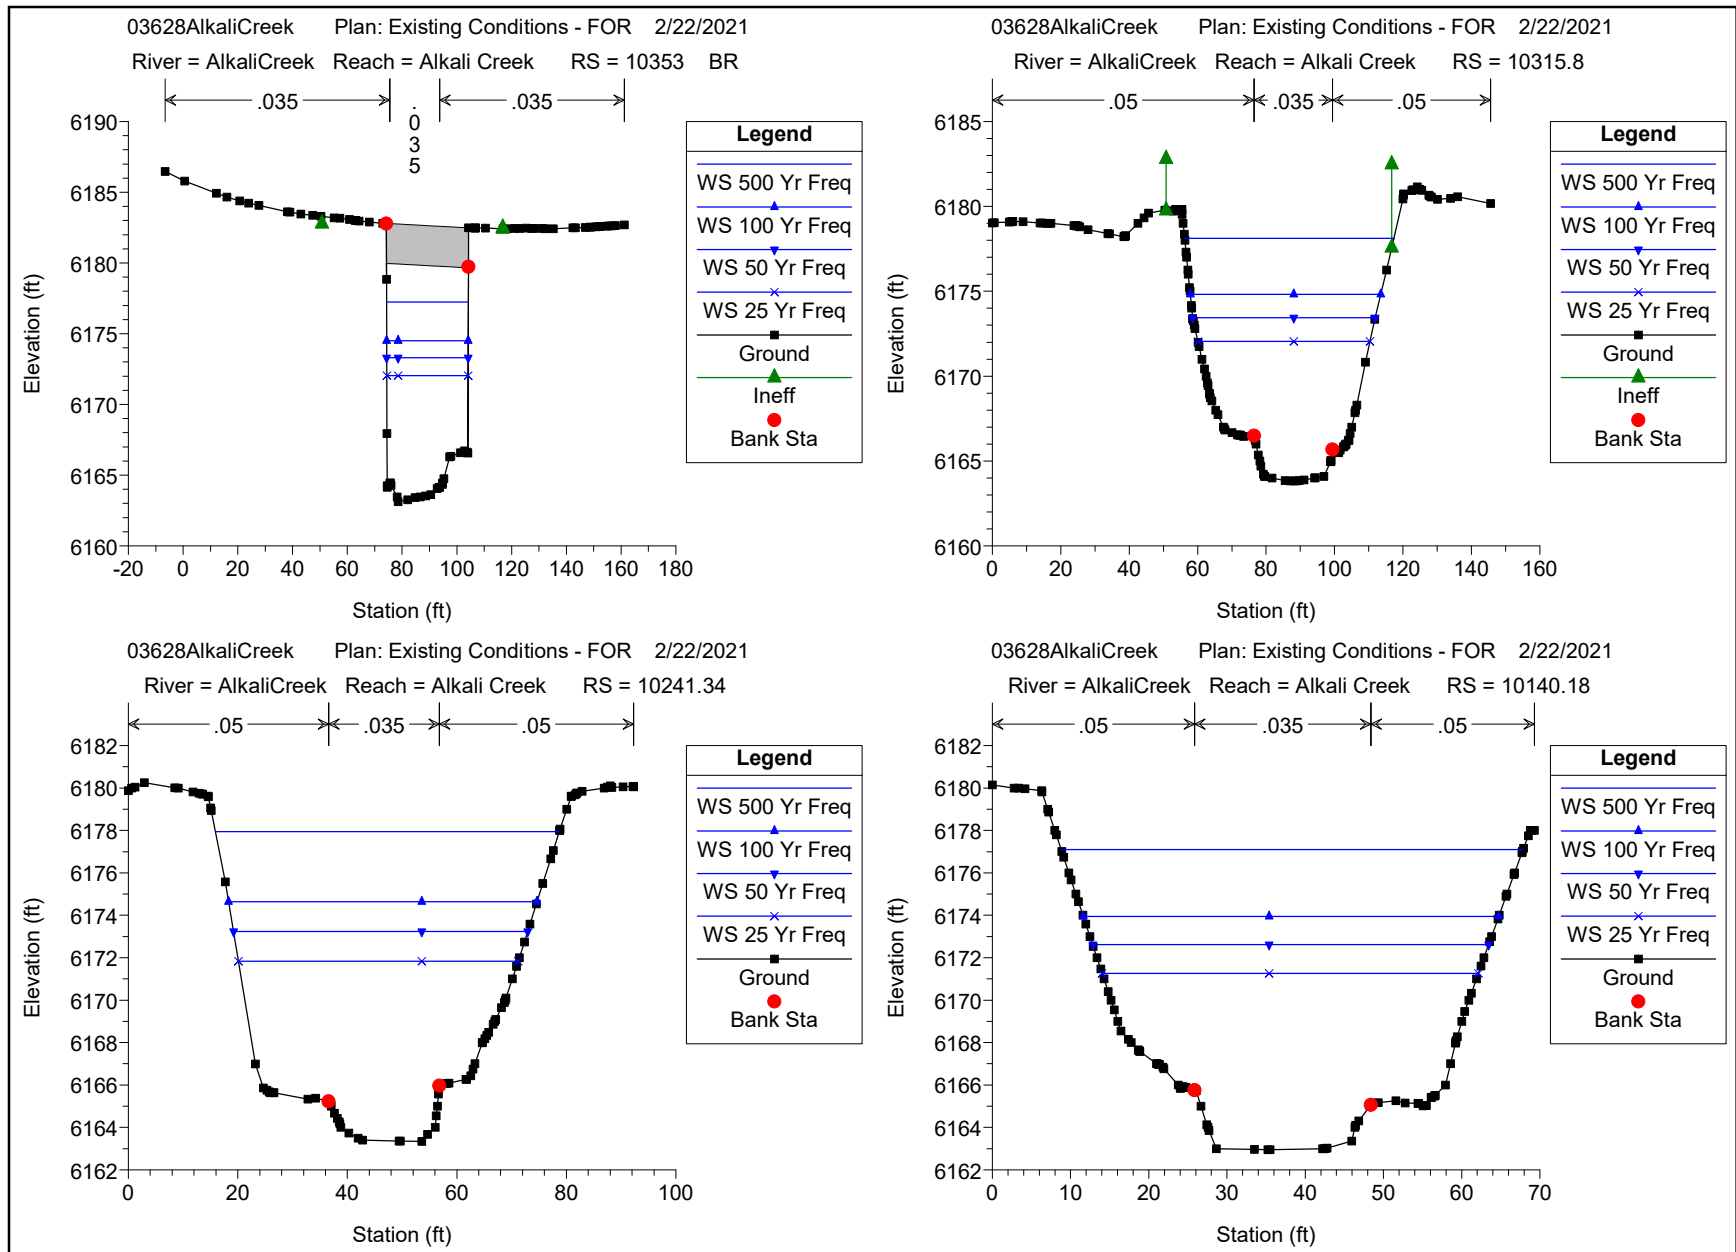 03628AlkaliCreek Plan: Existing Conditions - FOR 2/22/2021
River = AlkaliCreek Reach = Alkali Creek RS = 10353 BR
.035 .035 .035
6190
6185
6180
6175
6170
6165
6160
-20 0 20 40 60 80 100 120 140 160 180
Elevation (ft)
Station (ft)
Legend
WS 500 Yr Freq
WS 100 Yr Freq
WS 50 Yr Freq
WS 25 Yr Freq
Ground
Ineff
Bank Sta
03628AlkaliCreek Plan: Existing Conditions - FOR 2/22/2021
River = AlkaliCreek Reach = Alkali Creek RS = 10315.8
.05 .035 .05
6185
6180
6175
6170
6165
6160
0 20 40 60 80 100 120 140 160
Elevation (ft)
Station (ft)
Legend
WS 500 Yr Freq
WS 100 Yr Freq
WS 50 Yr Freq
WS 25 Yr Freq
Ground
Ineff
Bank Sta
03628AlkaliCreek Plan: Existing Conditions - FOR 2/22/2021
River = AlkaliCreek Reach = Alkali Creek RS = 10241.34
.05 .035 .05
6182
6180
6178
6176
6174
6172
6170
6168
6166
6164
6162
0 20 40 60 80 100
Elevation (ft)
Station (ft)
Legend
WS 500 Yr Freq
WS 100 Yr Freq
WS 50 Yr Freq
WS 25 Yr Freq
Ground
Bank Sta
03628AlkaliCreek Plan: Existing Conditions - FOR 2/22/2021
River = AlkaliCreek Reach = Alkali Creek RS = 10140.18
.05 .035 .05
6182
6180
6178
6176
6174
6172
6170
6168
6166
6164
6162
0 10 20 30 40 50 60 70
Elevation (ft)
Station (ft)
Legend
WS 500 Yr Freq
WS 100 Yr Freq
WS 50 Yr Freq
WS 25 Yr Freq
Ground
Bank Sta